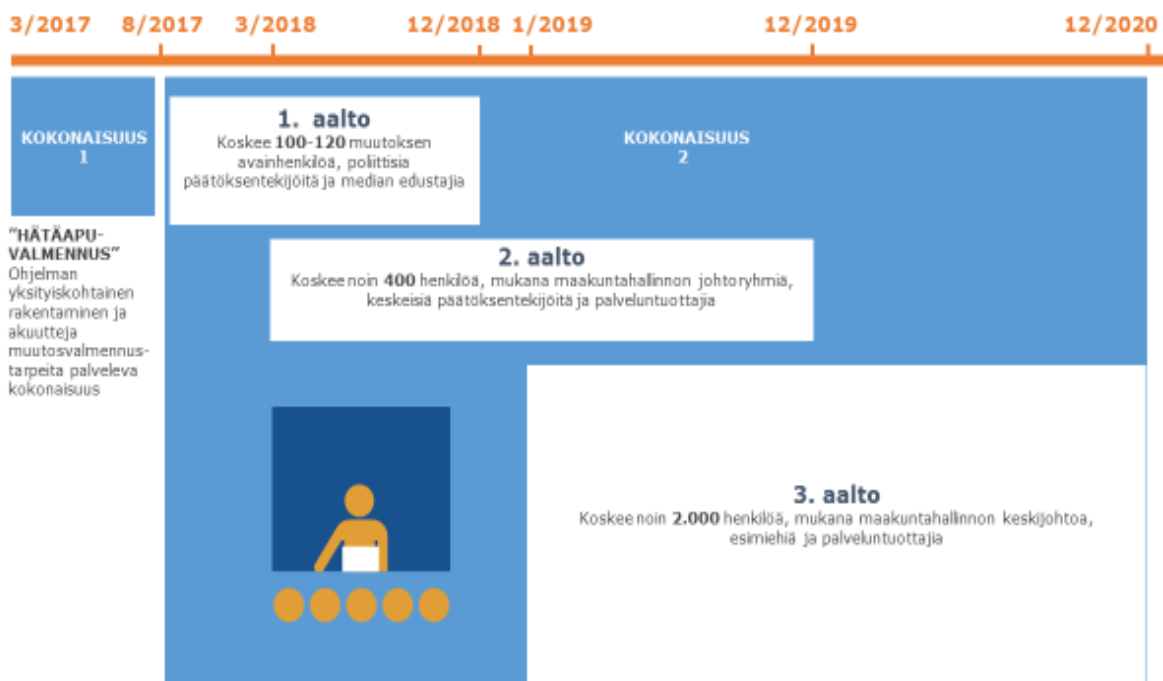 3/2017 8/2017 3/2018 12/2018 1/2019 12/2019 12/2020
KOKONAISUUS
1
"HÄTÄAPU-
VALMENNUS"
Ohjelman
yksityiskohtainen
rakentaminen ja
akuutteja
muutosvalmennus-
tarpeita palveleva
kokonaisuus
KOKONAISUUS
2
1. aalto
Koskee 100-120 muutoksen
avainhenkilöä, poliittisia
päätöksentekijöitä ja median edustajia
2. aalto
Koskee noin 400 henkilöä, mukana maakuntahallinnon johtoryhmiä,
keskeisiä päätöksentekijöitä ja palveluntuottajia
3. aalto
Koskee noin 2.000 henkilöä, mukana maakuntahallinnon keskijohtoa,
esimiehiä ja palveluntuottajia